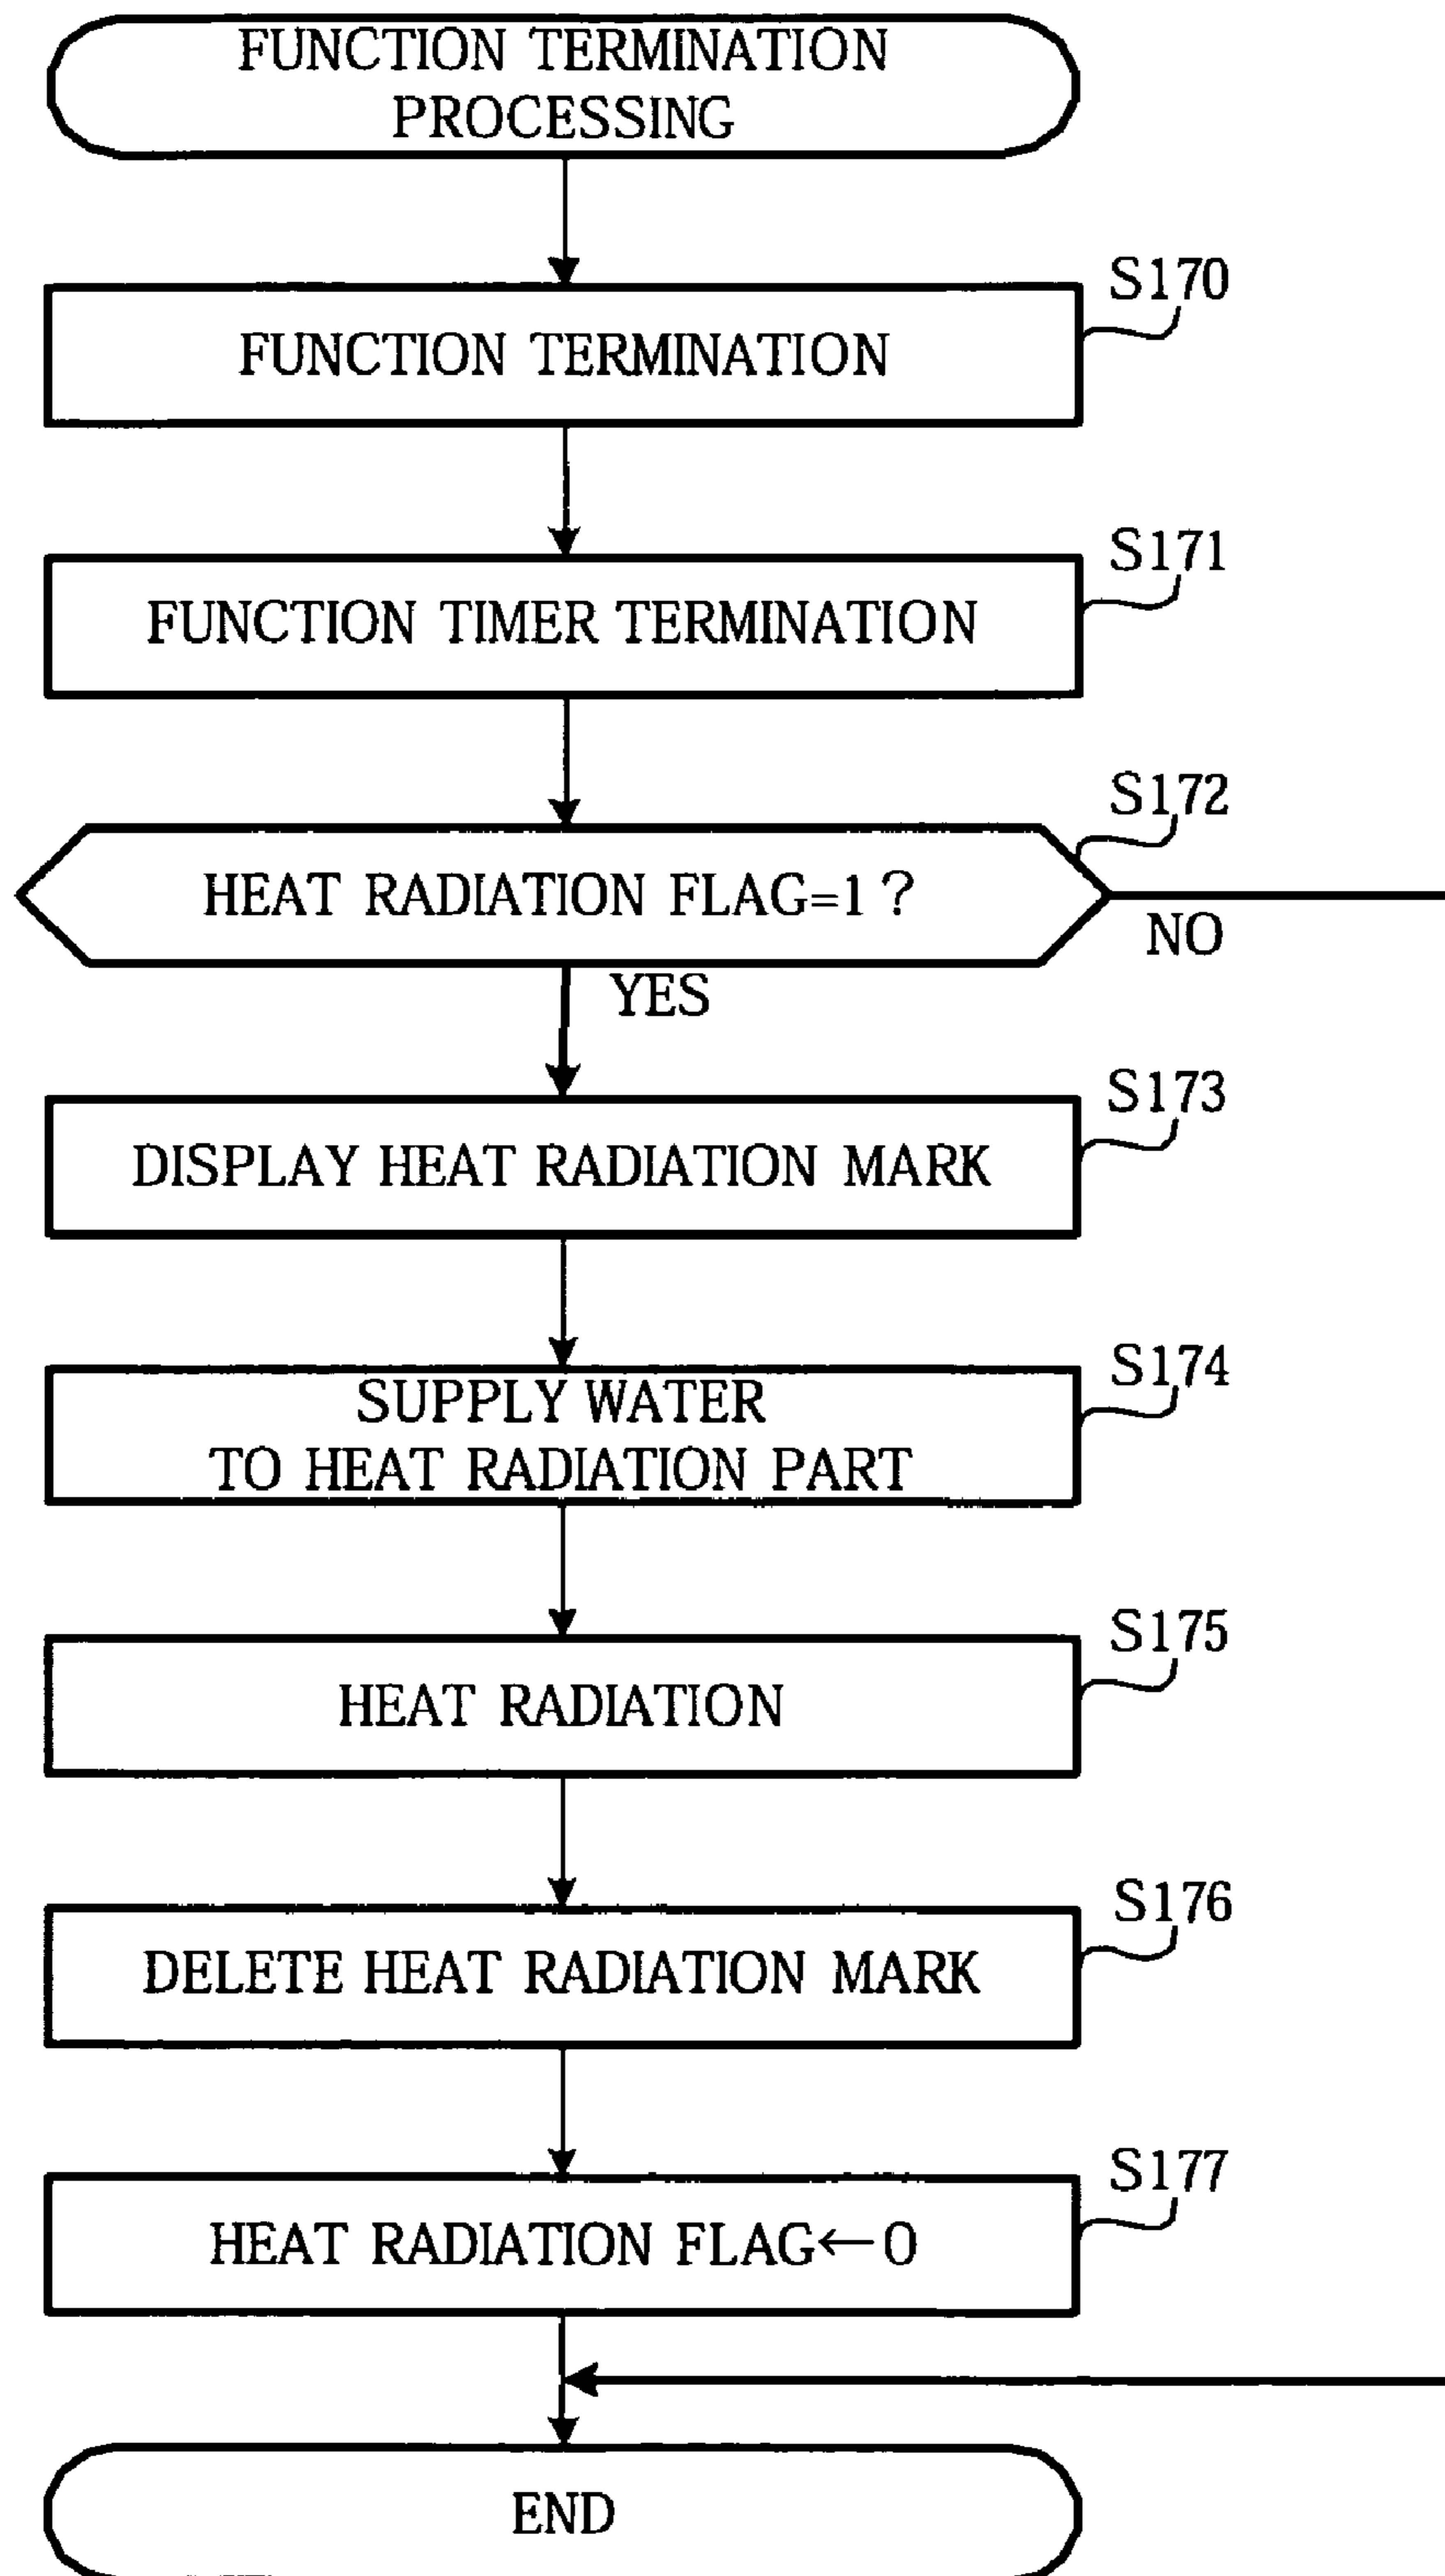 FUNCTION TERMINATION
PROCESSING
S170
FUNCTION TERMINATION
S171
FUNCTION TIMER TERMINATION
S172
HEAT RADIATION FLAG=1?
NO
YES
S173
DISPLAY HEAT RADIATION MARK
S174
SUPPLY WATER
TO HEAT RADIATION PART
S175
HEAT RADIATION
S176
DELETE HEAT RADIATION MARK
S177
HEAT RADIATION FLAG←0
END